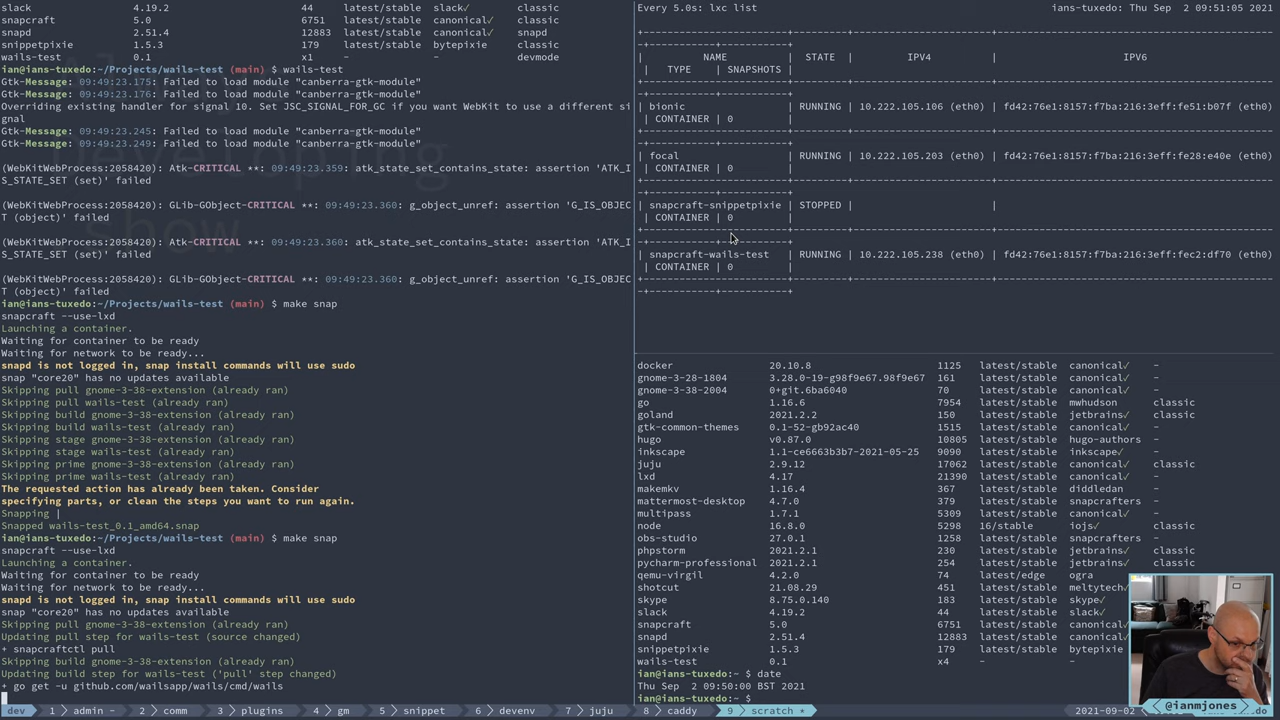 slack 4.19.2 44 latest/stable slack✓ classic
snapcraft 5.0 6751 latest/stable canonical✓ classic
snapd 2.51.4 12883 latest/stable canonical✓ snapd
snippetpixie 1.5.3 179 latest/stable bytepixie classic
wails-test 0.1 x1 - - devmode
ian@ians-tuxedo:~/Projects/wails-test (main) $ wails-test
Gtk-Message: 09:49:23.175: Failed to load module "canberra-gtk-module"
Gtk-Message: 09:49:23.176: Failed to load module "canberra-gtk-module"
Overriding existing handler for signal 10. Set JSC_SIGNAL_FOR_GC if you want WebKit to use a different si
gnal
Gtk-Message: 09:49:23.245: Failed to load module "canberra-gtk-module"
Gtk-Message: 09:49:23.249: Failed to load module "canberra-gtk-module"
(WebKitWebProcess:2058420): Atk-CRITICAL **: 09:49:23.359: atk_state_set_contains_state: assertion 'ATK_I
S_STATE_SET (set)' failed
(WebKitWebProcess:2058420): GLib-GObject-CRITICAL **: 09:49:23.360: g_object_unref: assertion 'G_IS_OBJEC
T (object)' failed
(WebKitWebProcess:2058420): Atk-CRITICAL **: 09:49:23.360: atk_state_set_contains_state: assertion 'ATK_I
S_STATE_SET (set)' failed
(WebKitWebProcess:2058420): GLib-GObject-CRITICAL **: 09:49:23.360: g_object_unref: assertion 'G_IS_OBJEC
T (object)' failed
ian@ians-tuxedo:~/Projects/wails-test (main) $ make snap
snapcraft --use-lxd
Launching a container.
Waiting for container to be ready
Waiting for network to be ready...
snapd is not logged in, snap install commands will use sudo
snap "core20" has no updates available
Skipping pull gnome-3-38-extension (already ran)
Skipping pull wails-test (already ran)
Skipping build gnome-3-38-extension (already ran)
Skipping build wails-test (already ran)
Skipping stage gnome-3-38-extension (already ran)
Skipping stage wails-test (already ran)
Skipping prime gnome-3-38-extension (already ran)
Skipping prime wails-test (already ran)
The requested action has already been taken. Consider
specifying parts, or clean the steps you want to run again.
Snapping |
Snapped wails-test_0.1_amd64.snap
ian@ians-tuxedo:~/Projects/wails-test (main) $ make snap
snapcraft --use-lxd
Launching a container.
Waiting for container to be ready
Waiting for network to be ready...
snapd is not logged in, snap install commands will use sudo
snap "core20" has no updates available
Skipping pull gnome-3-38-extension (already ran)
Updating pull step for wails-test (source changed)
+ snapcraftctl pull
Skipping build gnome-3-38-extension (already ran)
Updating build step for wails-test ('pull' step changed)
+ go get -u github.com/wailsapp/wails/cmd/wails
developing
show
Every 5.0s: lxc list ians-tuxedo: Thu Sep 2 09:51:05 2021
| NAME | STATE | IPV4 | IPV6
| TYPE | SNAPSHOTS |
| bionic | RUNNING | 10.222.105.106 (eth0) | fd42:76e1:8157:f7ba:216:3eff:fe51:b07f (eth0)
| CONTAINER | 0 |
| focal | RUNNING | 10.222.105.203 (eth0) | fd42:76e1:8157:f7ba:216:3eff:fe28:e40e (eth0)
| CONTAINER | 0 |
| snapcraft-snippetpixie | STOPPED | |
| CONTAINER | 0 |
| snapcraft-wails-test | RUNNING | 10.222.105.238 (eth0) | fd42:76e1:8157:f7ba:216:3eff:fec2:df70 (eth0)
| CONTAINER | 0 |
docker 20.10.8 1125 latest/stable canonical✓ -
gnome-3-28-1804 3.28.0-19-g98f9e67.98f9e67 161 latest/stable canonical✓ -
gnome-3-38-2004 0+git.6ba6040 70 latest/stable canonical✓ -
go 1.16.6 7954 latest/stable mwhudson classic
goland 2021.2.2 150 latest/stable jetbrains✓ classic
gtk-common-themes 0.1-52-gb92ac40 1515 latest/stable canonical✓ -
hugo v0.87.0 10805 latest/stable hugo-authors -
inkscape 1.1-ce6663b3b7-2021-05-25 9090 latest/stable inkscape✓ -
juju 2.9.12 17062 latest/stable canonical✓ classic
lxd 4.17 21390 latest/stable canonical✓ -
makemkv 1.16.4 367 latest/stable diddledan -
mattermost-desktop 4.7.0 379 latest/stable snapcrafters -
multipass 1.7.1 5309 latest/stable canonical✓ -
node 16.8.0 5298 16/stable iojs✓ classic
obs-studio 27.0.1 1258 latest/stable snapcrafters -
phpstorm 2021.2.1 230 latest/stable jetbrains✓ classic
pycharm-professional 2021.2.1 254 latest/stable jetbrains✓ classic
qemu-virgil 4.2.0 74 latest/edge ogra
shotcut 21.08.29 451 latest/stable meltytech✓
skype 8.75.0.140 183 latest/stable skype✓
slack 4.19.2 44 latest/stable slack✓
snapcraft 5.0 6751 latest/stable canonical✓
snapd 2.51.4 12883 latest/stable canonical✓
snippetpixie 1.5.3 179 latest/stable bytepixie
wails-test 0.1 x4 - -
ian@ians-tuxedo:~ $ date
Thu Sep 2 09:50:00 BST 2021
ian@ians-tuxedo:~ $
dev 1 admin - 2 comm 3 plugins 4 gm 5 snippet 6 devenv 7 juju 8 caddy 9 scratch * 2021-09-02
<@ianmjones>